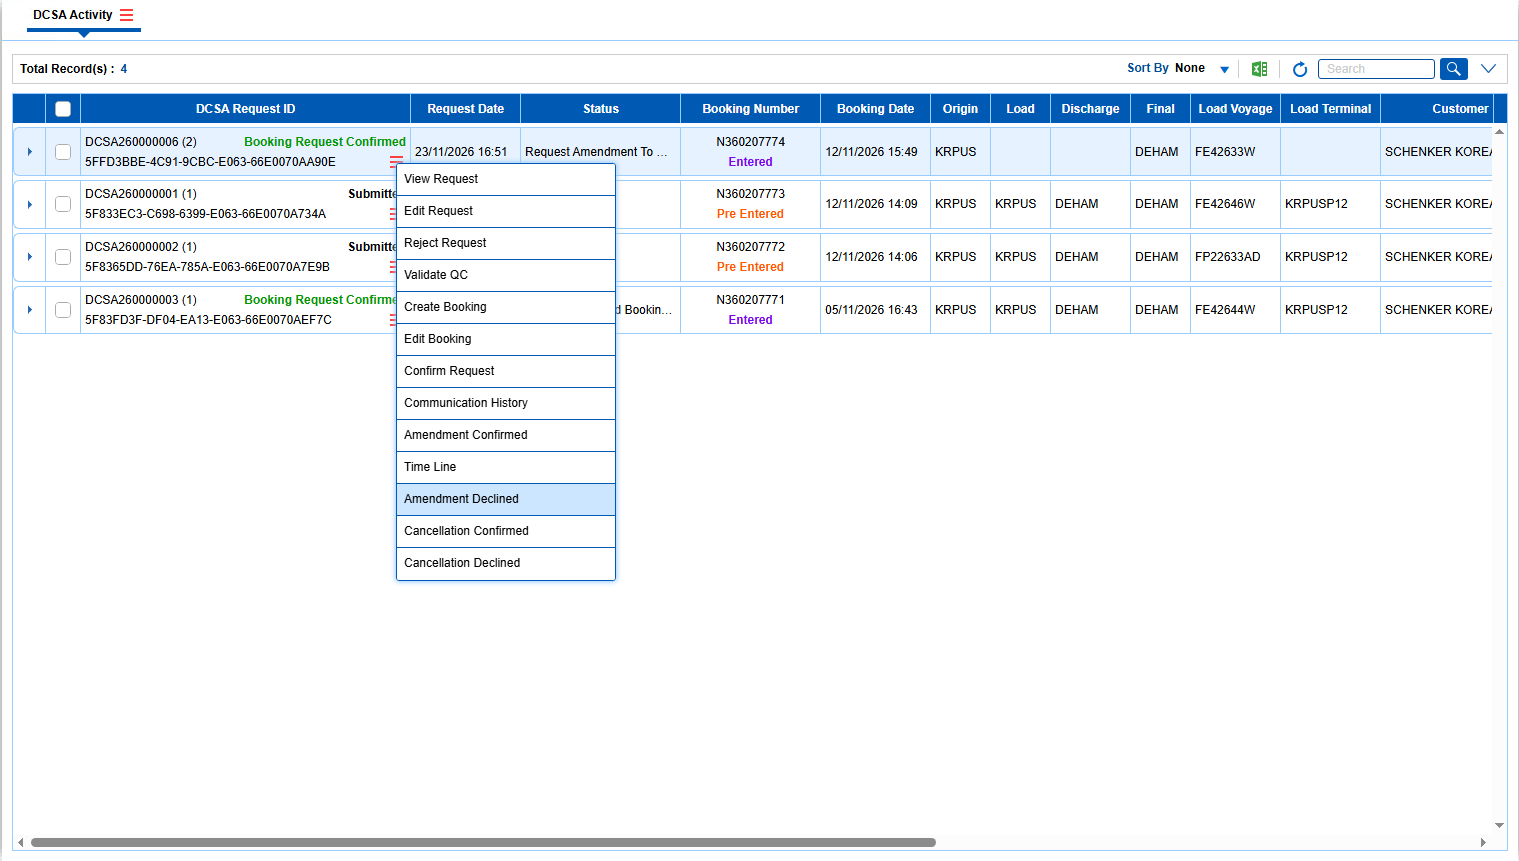 DCSA Activity
Total Record(s) : 4
Sort By None
Search
DCSA Request ID Request Date Status Booking Number Booking Date Origin Load Discharge Final Load Voyage Load Terminal Customer
DCSA260000006 (2) Booking Request Confirmed
5FFD3BBE-4C91-9CBC-E063-66E0070AA90E
23/11/2026 16:51 Request Amendment To ...
N360207774
Entered
12/11/2026 15:49 KRPUS DEHAM FE42633W SCHENKER KOREA
DCSA260000001 (1) Submitte
5F833EC3-C698-6399-E063-66E0070A734A
N360207773
Pre Entered
12/11/2026 14:09 KRPUS KRPUS DEHAM DEHAM FE42646W KRPUSP12 SCHENKER KOREA
DCSA260000002 (1) Submitte
5F8365DD-76EA-785A-E063-66E0070A7E9B
N360207772
Pre Entered
12/11/2026 14:06 KRPUS KRPUS DEHAM DEHAM FP22633AD KRPUSP12 SCHENKER KOREA
DCSA260000003 (1) Booking Request Confirme
5F83FD3F-DF04-EA13-E063-66E0070AEF7C
d Bookin...
N360207771
Entered
05/11/2026 16:43 KRPUS KRPUS DEHAM DEHAM FE42644W KRPUSP12 SCHENKER KOREA
View Request
Edit Request
Reject Request
Validate QC
Create Booking
Edit Booking
Confirm Request
Communication History
Amendment Confirmed
Time Line
Amendment Declined
Cancellation Confirmed
Cancellation Declined